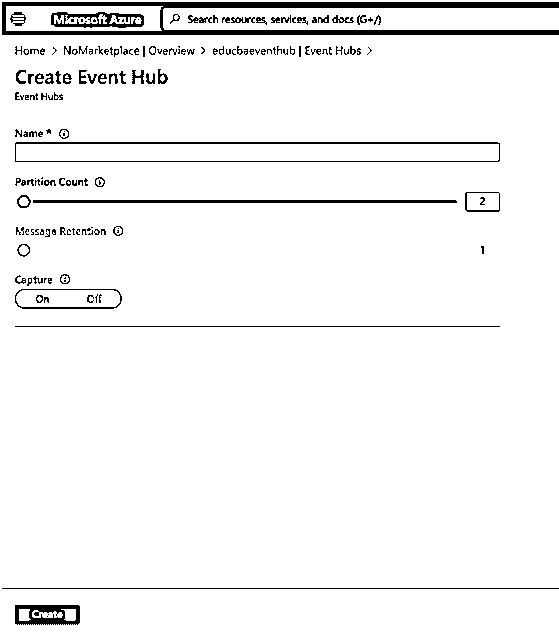 Microsoft Azure
Search resources, services, and docs (G+/)
Home > NoMarketplace | Overview > educbaeventhub | Event Hubs >
Create Event Hub
Event Hubs
Name *
Partition Count
2
Message Retention
1
Capture
On Off
Create